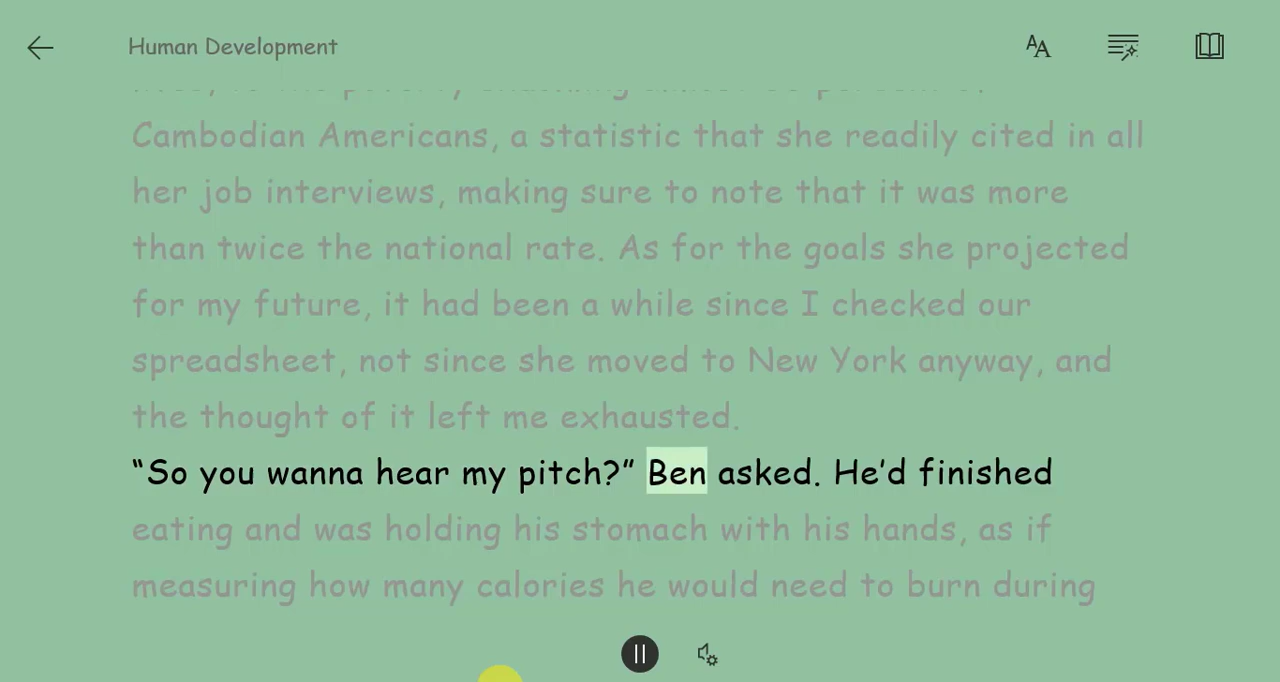 Human Development
Cambodian Americans, a statistic that she readily cited in all
her job interviews, making sure to note that it was more
than twice the national rate. As for the goals she projected
for my future, it had been a while since I checked our
spreadsheet, not since she moved to New York anyway, and
the thought of it left me exhausted.
“So you wanna hear my pitch?” Ben asked. He’d finished
eating and was holding his stomach with his hands, as if
measuring how many calories he would need to burn during